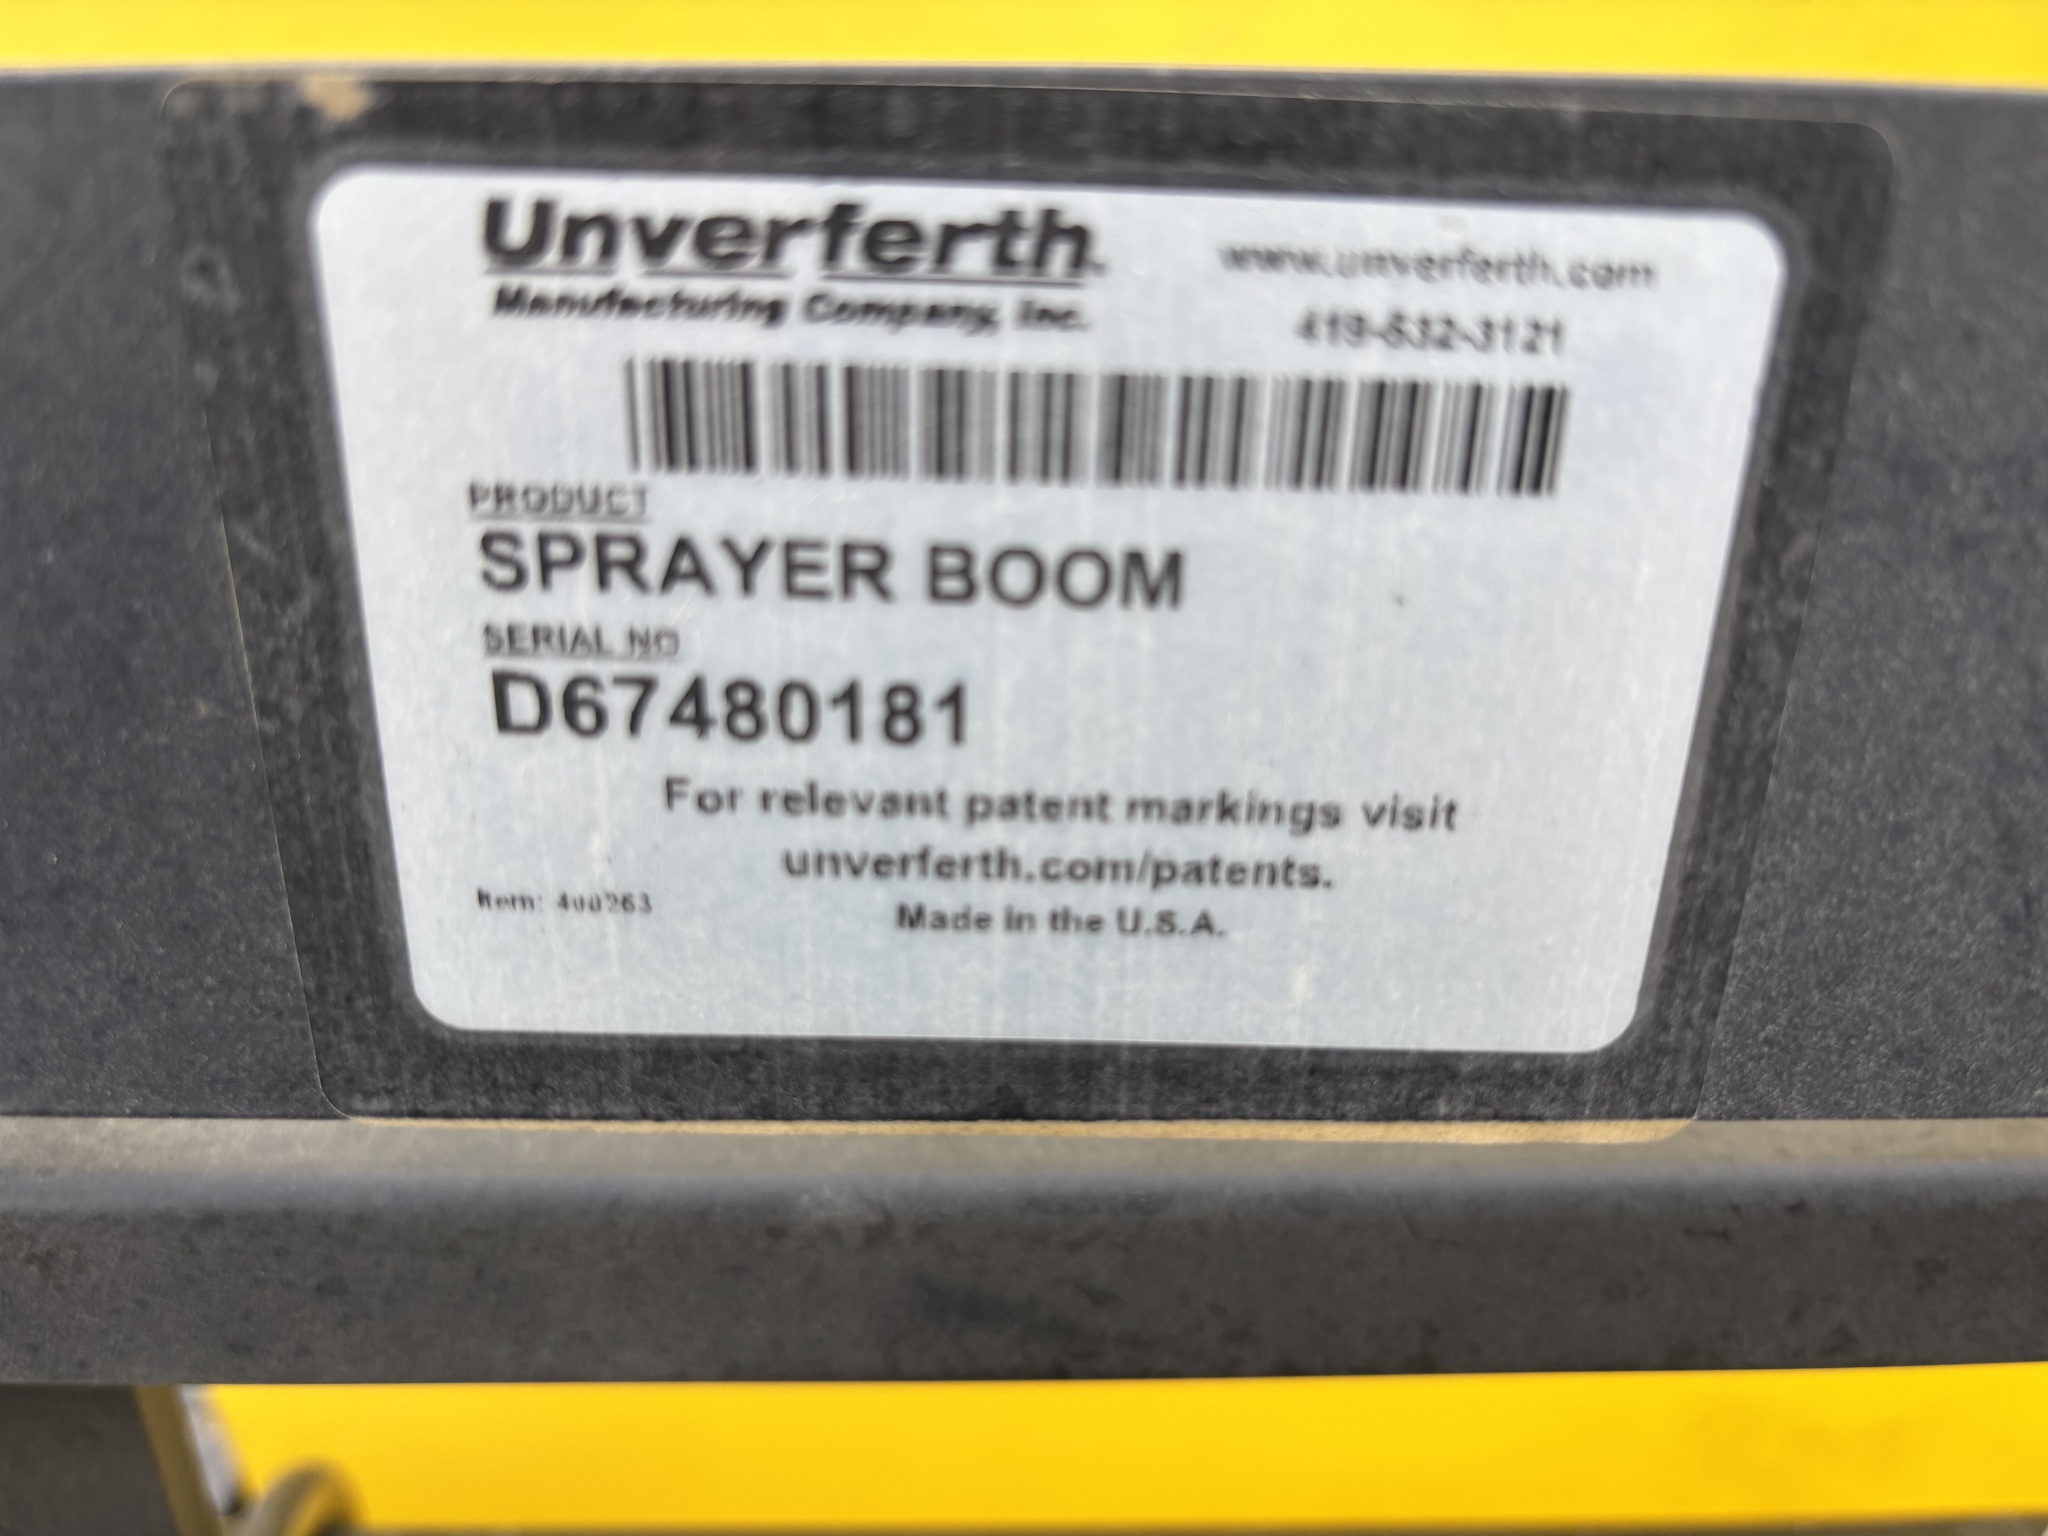 Unverferth
Manufacturing Company, Inc.
www.unverferth.com
419-532-3121
PRODUCT
SPRAYER BOOM
SERIAL NO
D67480181
For relevant patent markings visit
unverferth.com/patents.
Item:
Made in the U.S.A.